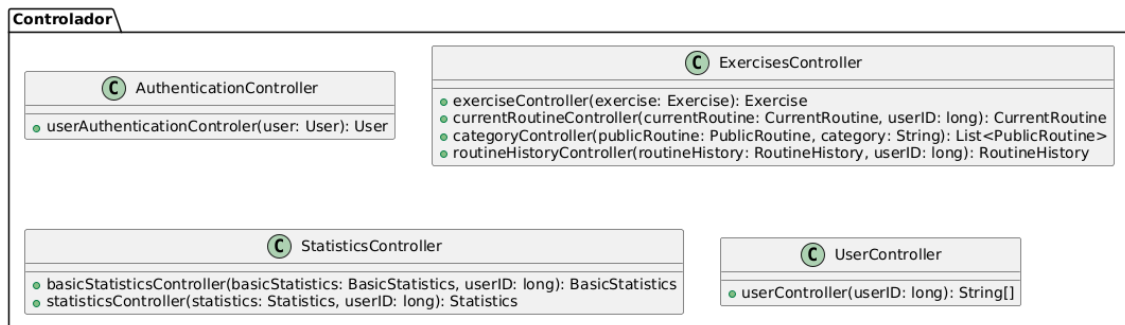 Controlador
C AuthenticationController
userAuthenticationControler(user: User): User
C ExercisesController
exerciseController(exercise: Exercise): Exercise
currentRoutineController(currentRoutine: CurrentRoutine, userID: long): CurrentRoutine
categoryController(publicRoutine: PublicRoutine, category: String): List<PublicRoutine>
routineHistoryController(routineHistory: RoutineHistory, userID: long): RoutineHistory
C StatisticsController
basicStatisticsController(basicStatistics: BasicStatistics, userID: long): BasicStatistics
statisticsController(statistics: Statistics, userID: long): Statistics
C UserController
userController(userID: long): String[]